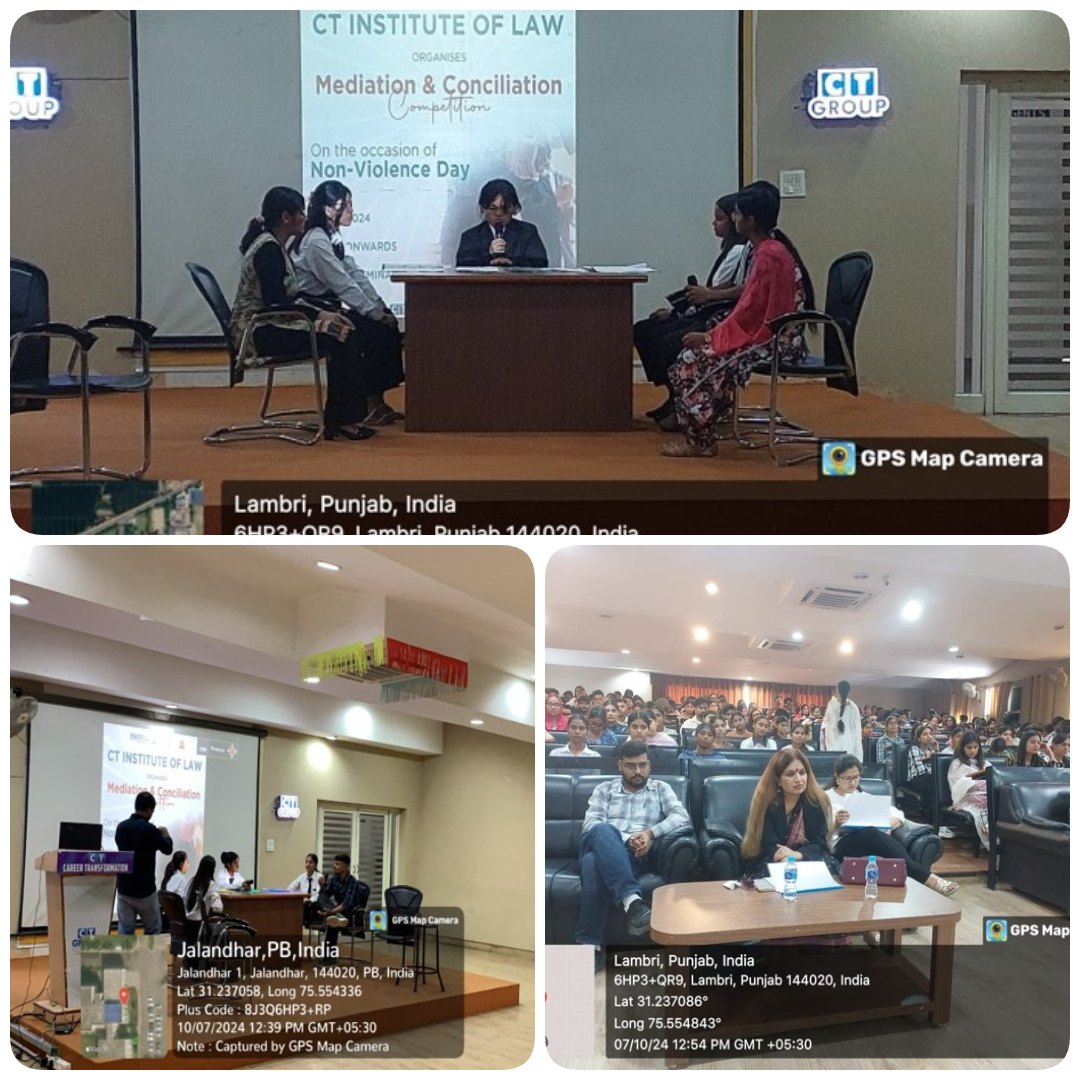 CT INSTITUTE OF LAW
ORGANISES
Mediation & Conciliation
Competition
On the occasion of
Non-Violence Day
2024
ONWARDS
CT
GROUP
CT
GROUP
GPS Map Camera
Lambri, Punjab, India
6HP3+QR9, Lambri, Punjab 144020, India
CT INSTITUTE OF LAW
ORGANISES
Mediation & Conciliation
CT
GROUP
CT
CAREER TRANSFORMATION
GPS Map Camera
Jalandhar,PB,India
Jalandhar 1, Jalandhar, 144020, PB, India
Lat 31.237058, Long 75.554336
Plus Code : 8J3Q6HP3+RP
10/07/2024 12:39 PM GMT+05:30
Note : Captured by GPS Map Camera
GPS Map
Lambri, Punjab, India
6HP3+QR9, Lambri, Punjab 144020, India
Lat 31.237086°
Long 75.554843°
07/10/24 12:54 PM GMT +05:30